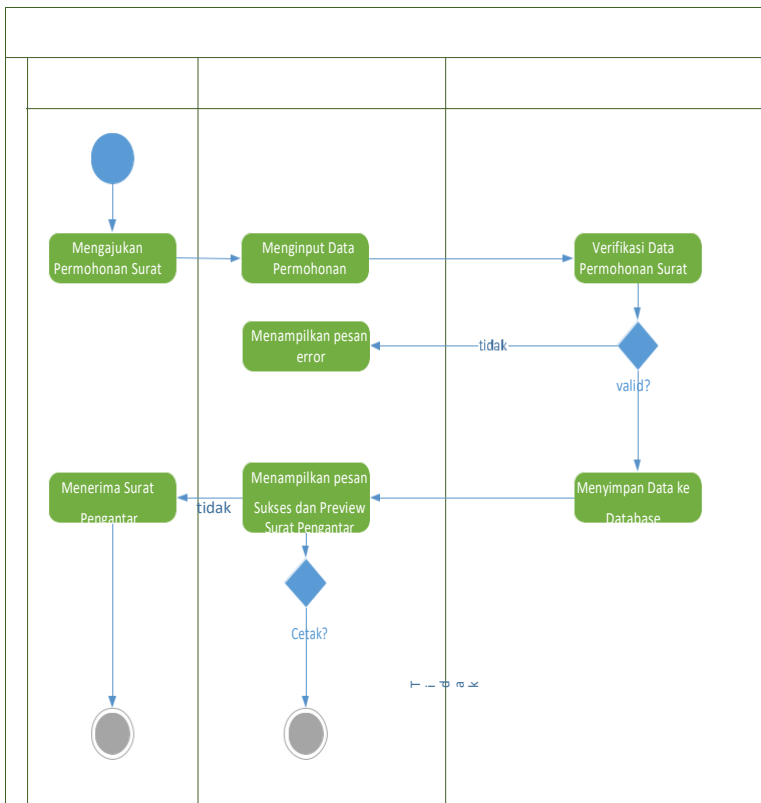 Mengajukan
Permohonan Surat
Menginput Data
Permohonan
Verifikasi Data
Permohonan Surat
Menampilkan pesan
error
tidak
valid?
Menerima Surat
Pengantar
tidak
Menampilkan pesan
Sukses dan Preview
Surat Pengantar
Menyimpan Data ke
Database
Cetak?
Tidak